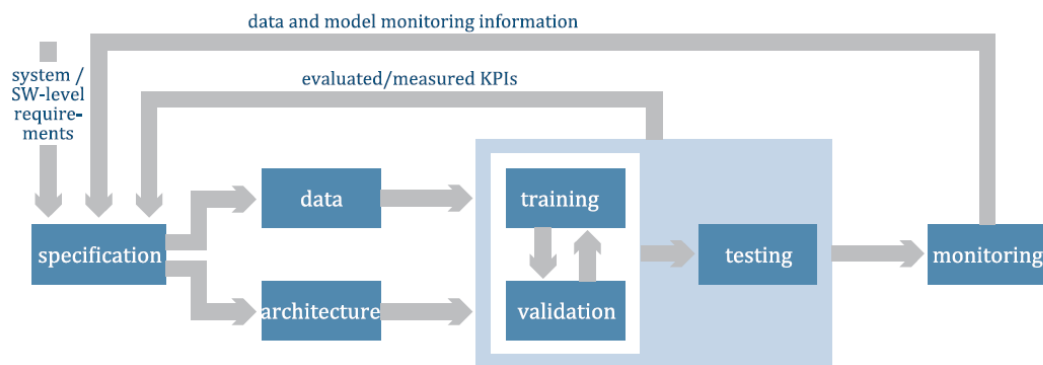 data and model monitoring information
system /
SW-level
require-
ments
evaluated/measured KPIs
data
training
specification
testing
monitoring
architecture
validation